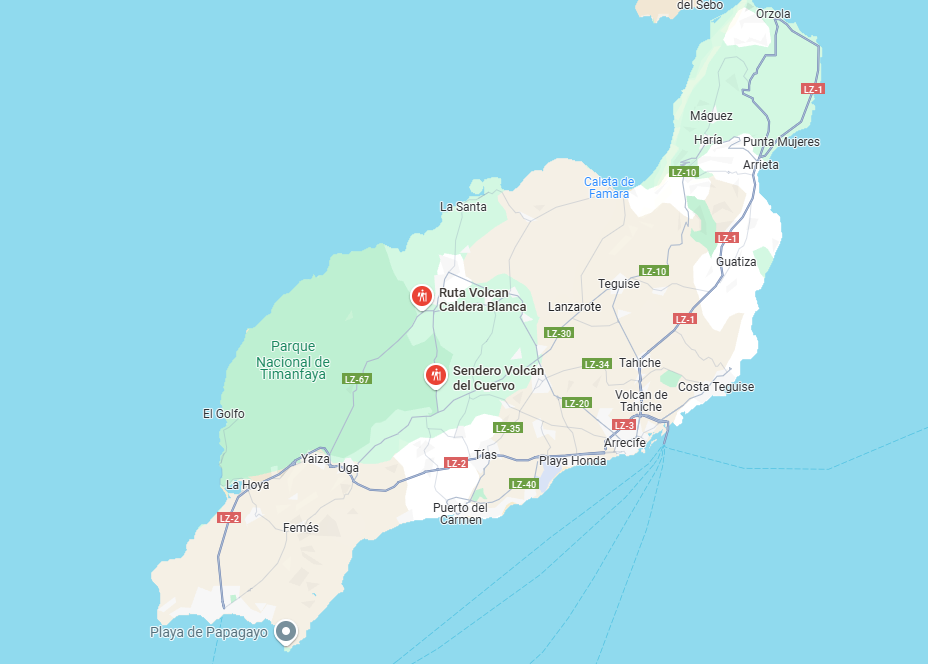 del Sebo
Orzola
LZ-1
Máguez
Haría
Punta Mujeres
Arrieta
LZ-10
Caleta de
Famara
La Santa
LZ-1
Guatiza
LZ-10
Teguise
Ruta Volcan
Caldera Blanca
Lanzarote
LZ-1
LZ-30
Parque
Nacional de
Timanfaya
LZ-67
Sendero Volcán
del Cuervo
LZ-34
Tahiche
Costa Teguise
Volcán de
Tahiche
LZ-20
El Golfo
LZ-35
LZ-3
Arrecife
Yaiza
Uga
LZ-2
Tías
Playa Honda
La Hoya
LZ-40
Puerto del
Carmen
LZ-2
Femés
Playa de Papagayo